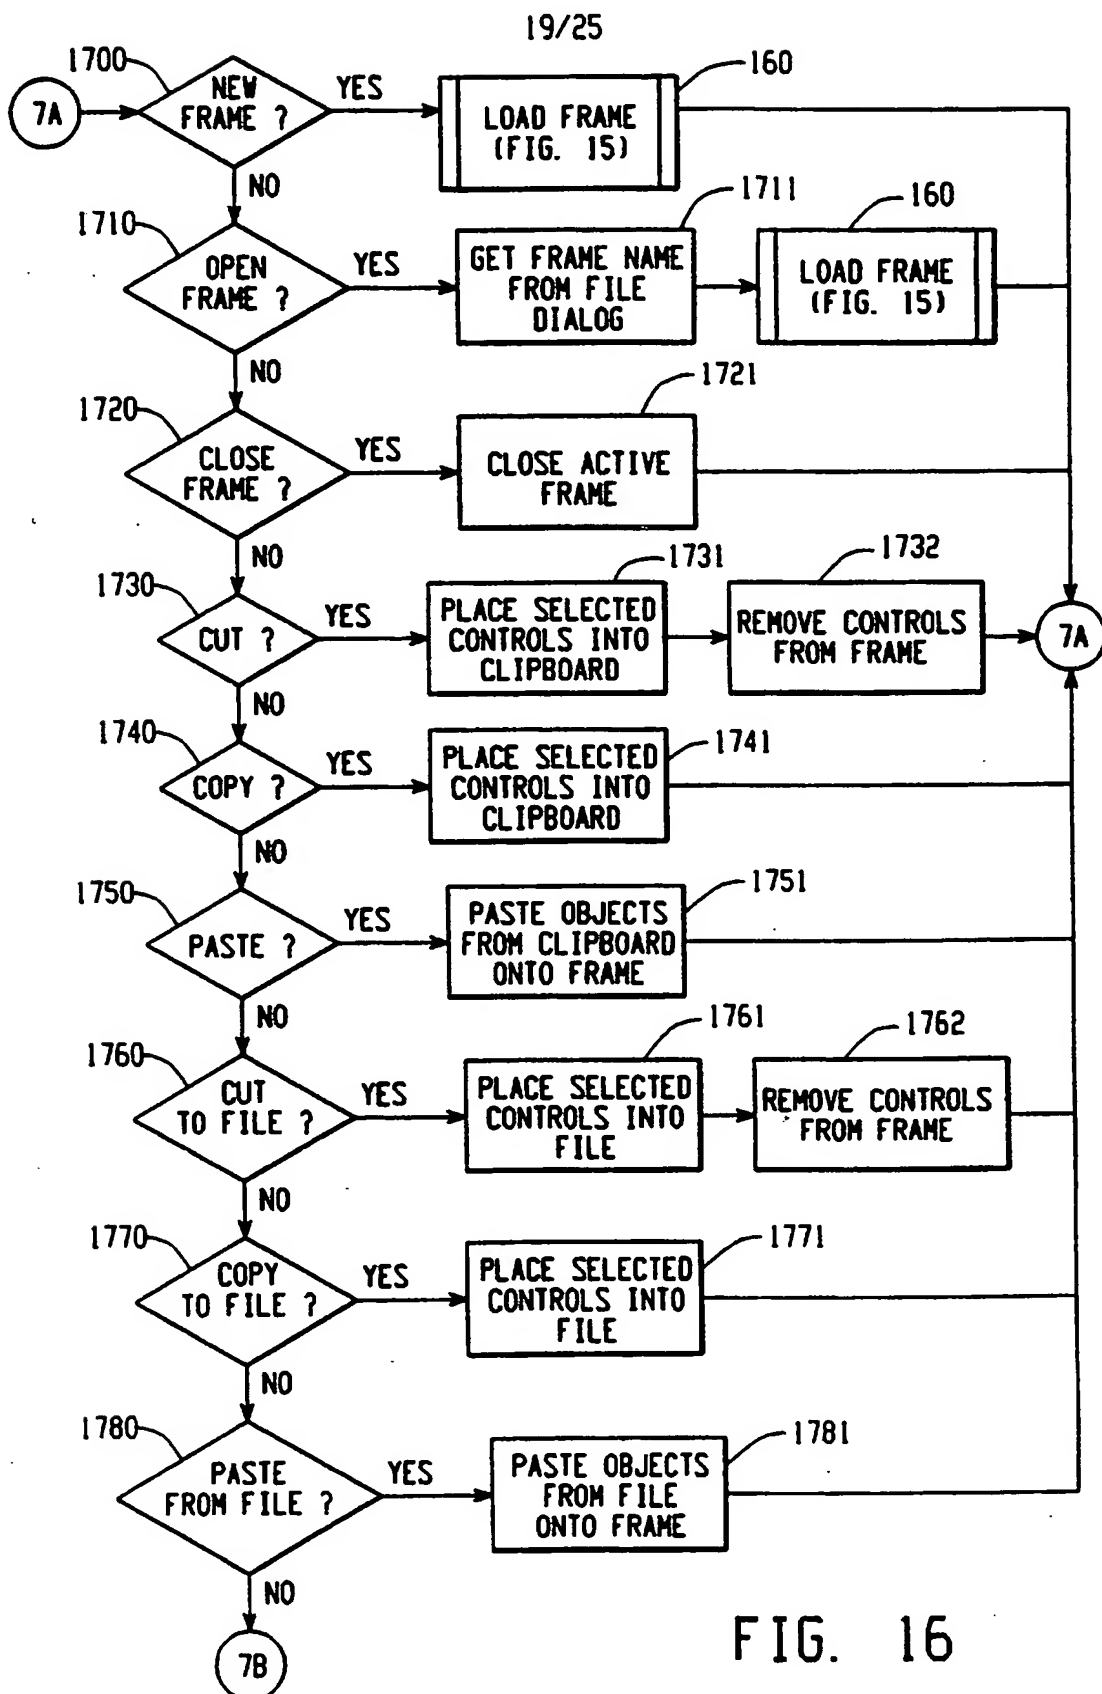 19/25
1700
7A
NEW
FRAME ?
YES
160
LOAD FRAME
(FIG. 15)
NO
1710
OPEN
FRAME ?
YES
1711
GET FRAME NAME
FROM FILE
DIALOG
160
LOAD FRAME
(FIG. 15)
NO
1720
CLOSE
FRAME ?
YES
1721
CLOSE ACTIVE
FRAME
NO
1730
CUT ?
YES
1731
PLACE SELECTED
CONTROLS INTO
CLIPBOARD
1732
REMOVE CONTROLS
FROM FRAME
7A
NO
1740
COPY ?
YES
1741
PLACE SELECTED
CONTROLS INTO
CLIPBOARD
NO
1750
PASTE ?
YES
1751
PASTE OBJECTS
FROM CLIPBOARD
ONTO FRAME
NO
1760
CUT
TO FILE ?
YES
1761
PLACE SELECTED
CONTROLS INTO
FILE
1762
REMOVE CONTROLS
FROM FRAME
NO
1770
COPY
TO FILE ?
YES
1771
PLACE SELECTED
CONTROLS INTO
FILE
NO
1780
PASTE
FROM FILE ?
YES
1781
PASTE OBJECTS
FROM FILE
ONTO FRAME
NO
7B
FIG. 16